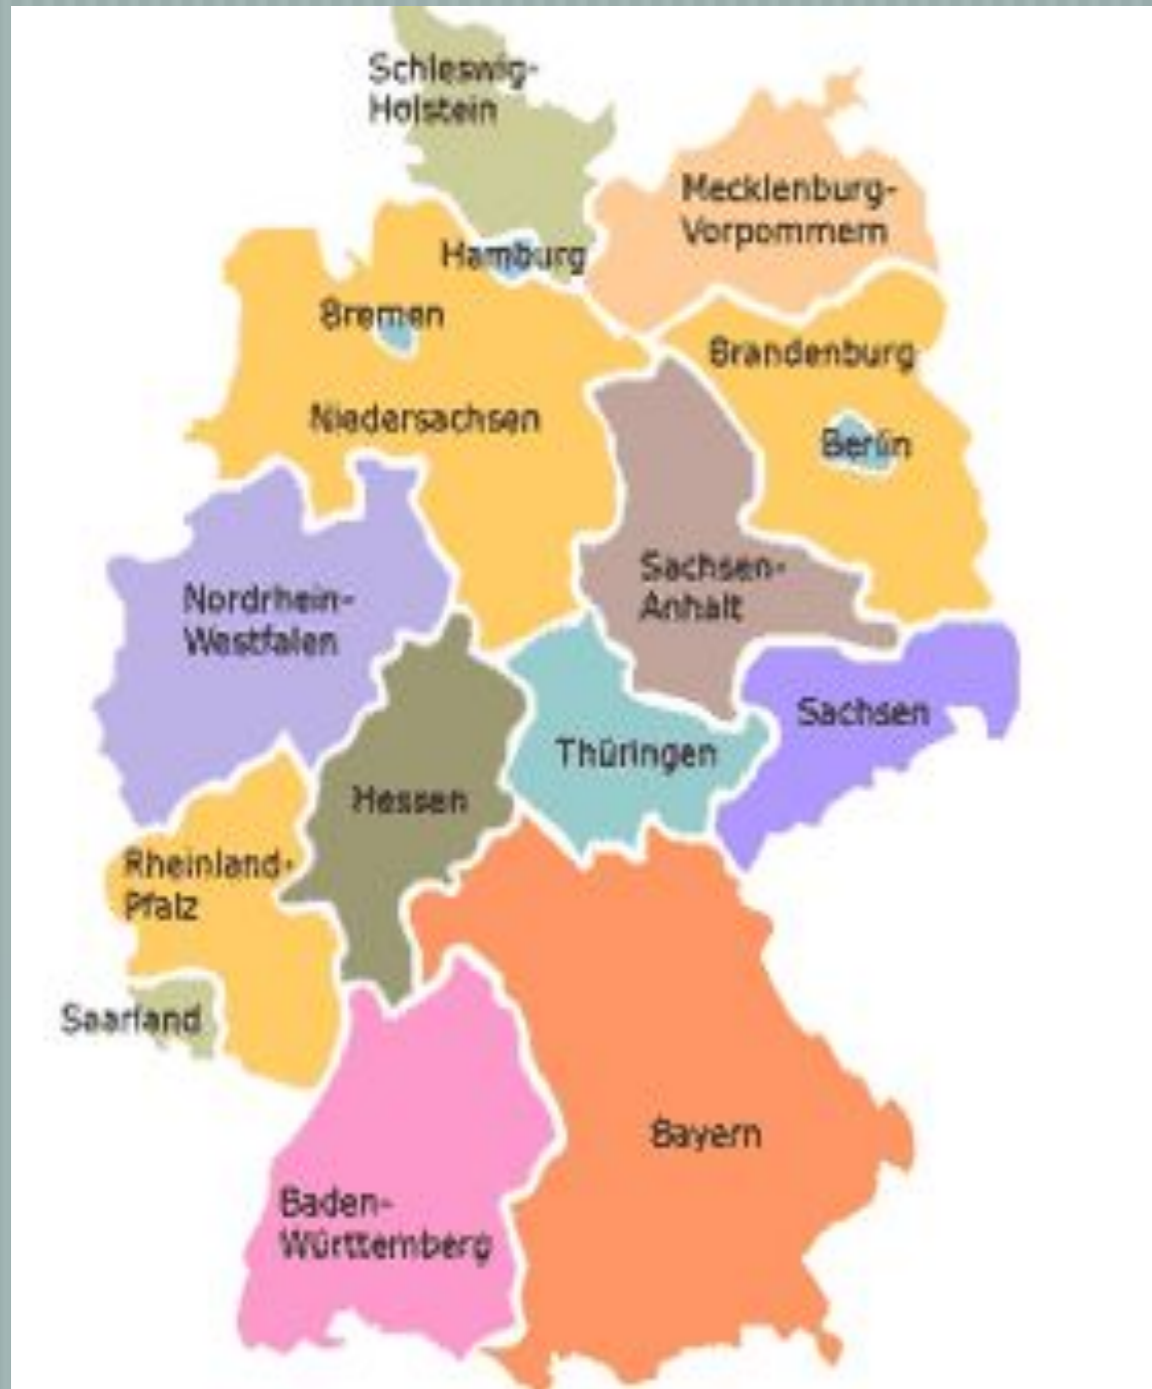 Schleswig-
Holstein
Mecklenburg-
Vorpommern
Hamburg
Bremen
Brandenburg
Niedersachsen
Berlin
Sachsen-
Anhalt
Nordrhein-
Westfalen
Sachsen
Thüringen
Hessen
Rheinland-
Pfalz
Saarland
Bayern
Baden-
Württemberg